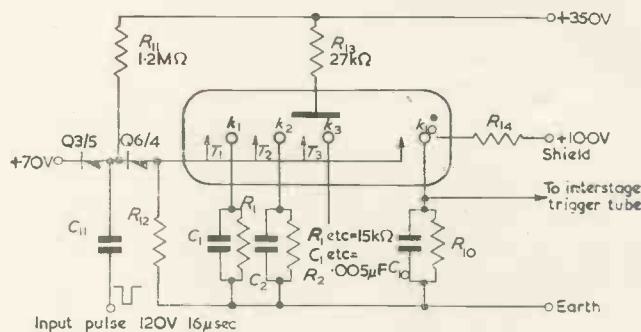 +350V
R11
1·2MΩ
R13
27kΩ
k1
k2
k3
k10
T1
T2
T3
R14
+100V
Shield
Q3/5
Q6/4
+70V
To interstage
trigger tube
C11
R12
C1
R1
C2
R2
R1 etc=15kΩ
C1 etc=
·005μF
C10
R10
Earth
Input pulse 120V 16μsec